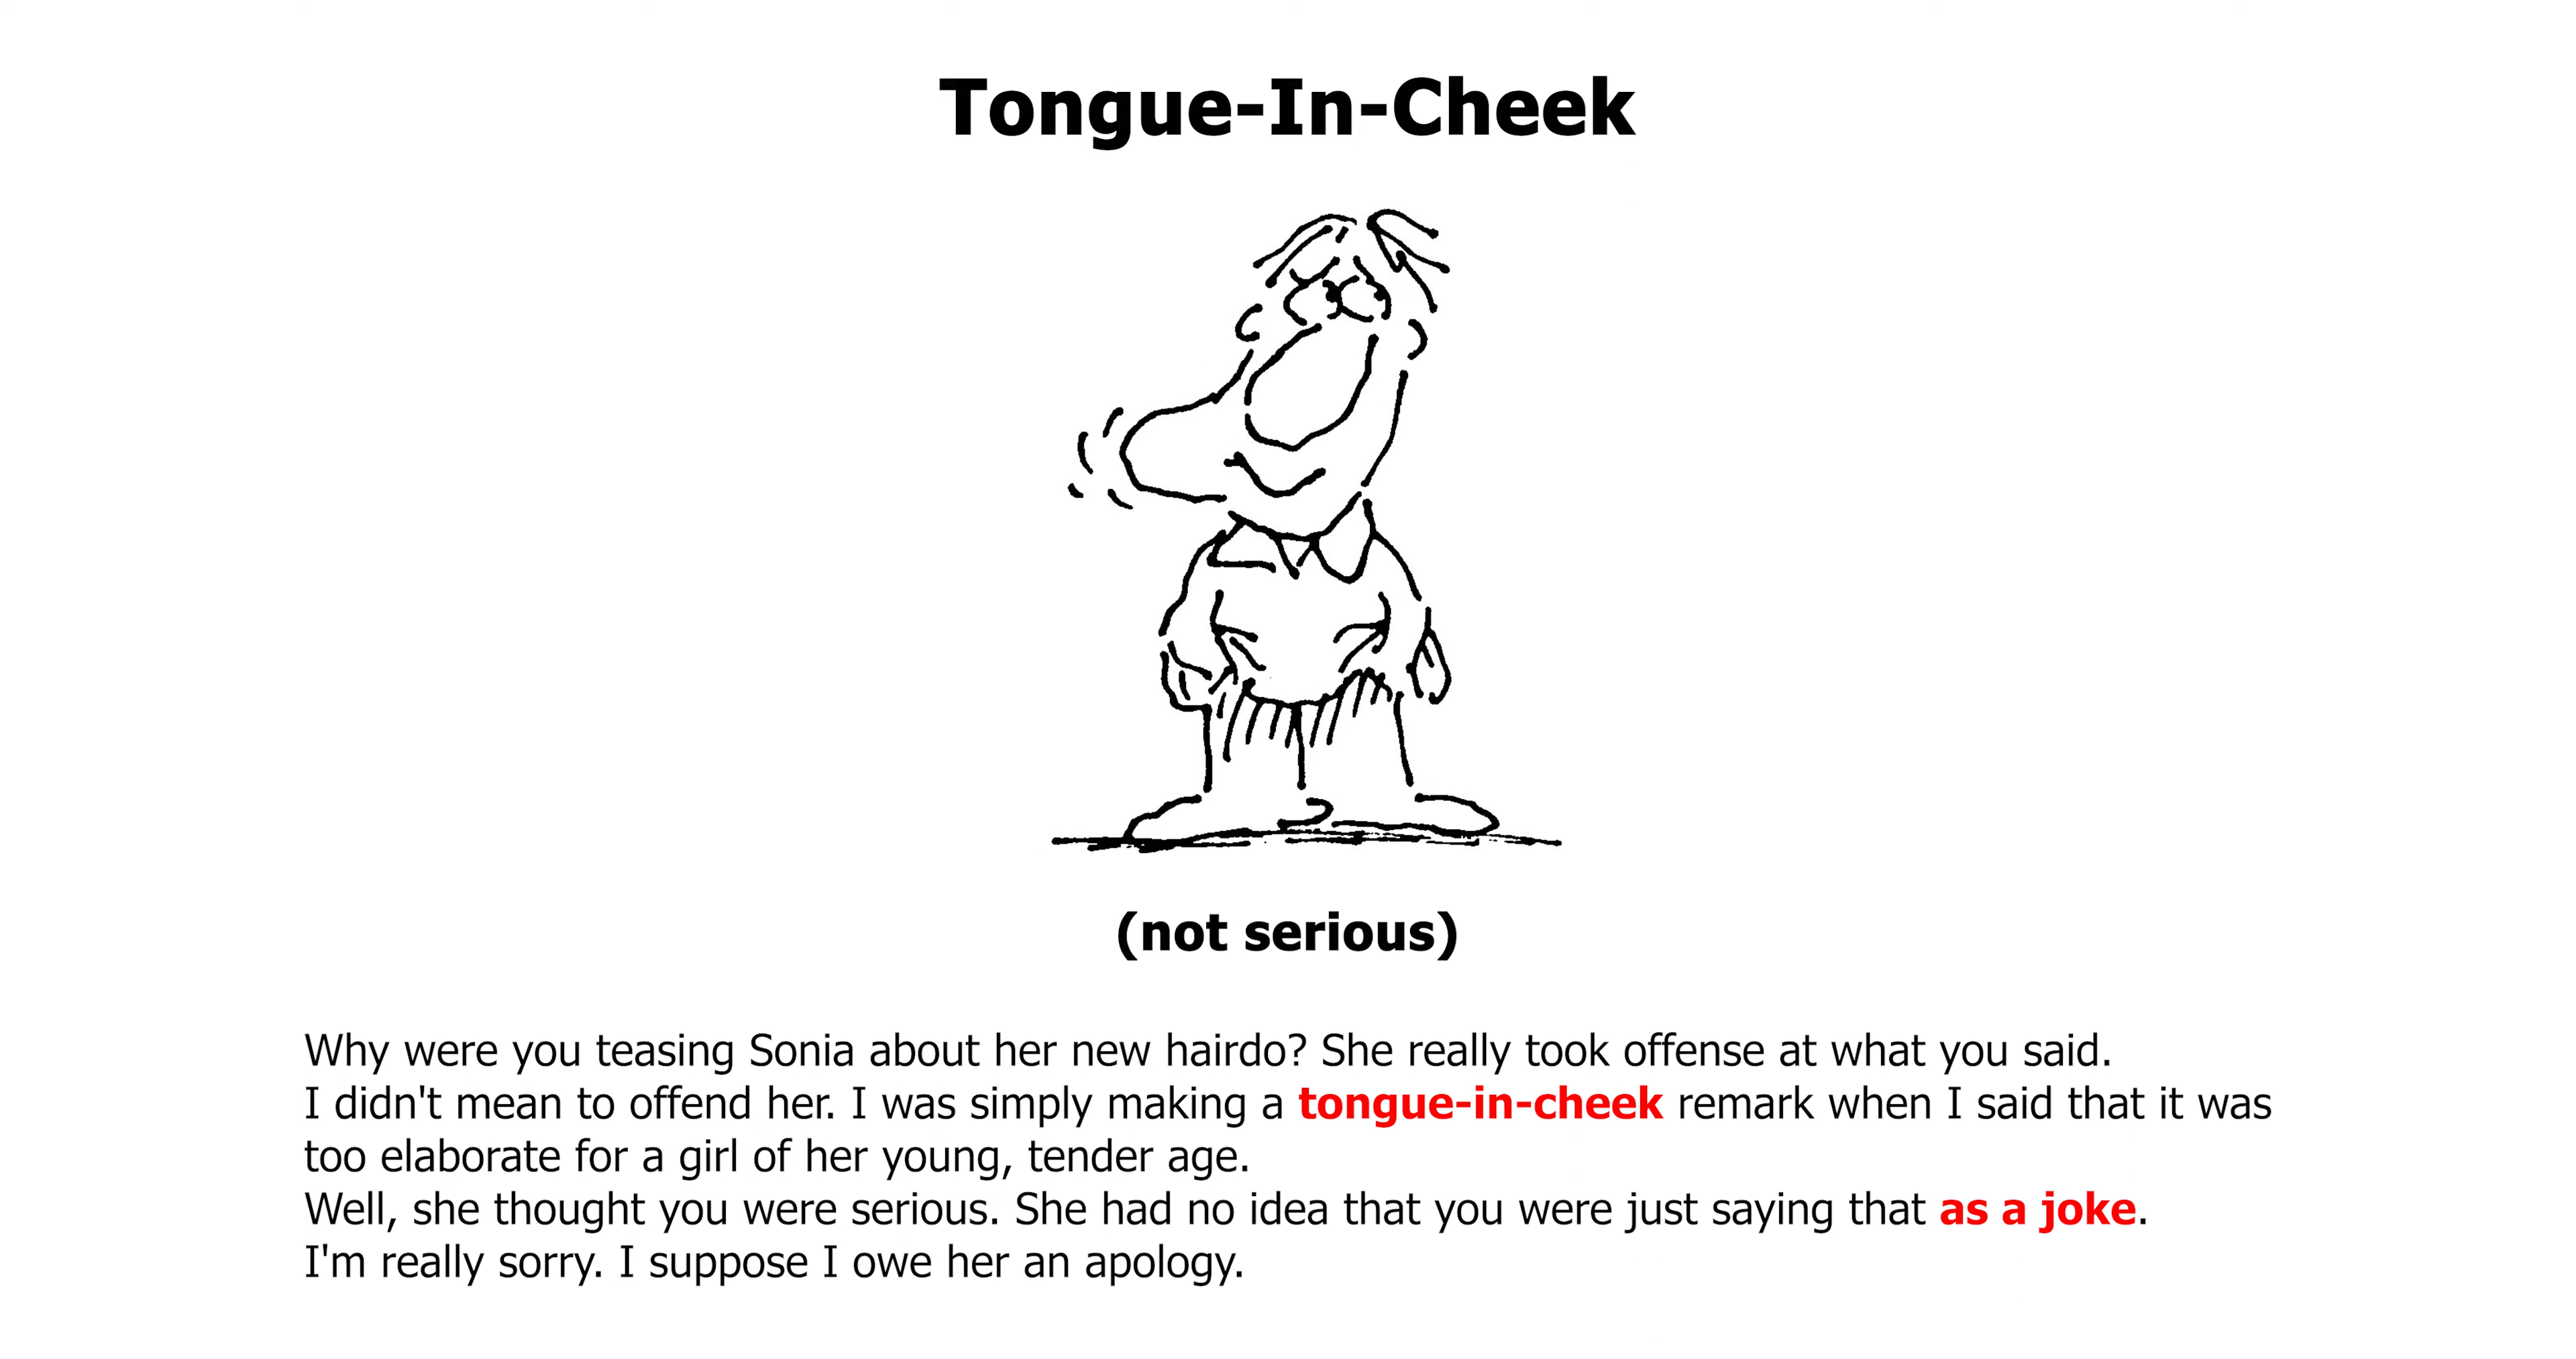 Tongue-In-Cheek
(not serious)
Why were you teasing Sonia about her new hairdo? She really took offense at what you said.
I didn't mean to offend her. I was simply making a tongue-in-cheek remark when I said that it was
too elaborate for a girl of her young, tender age.
Well, she thought you were serious. She had no idea that you were just saying that as a joke.
I'm really sorry. I suppose I owe her an apology.